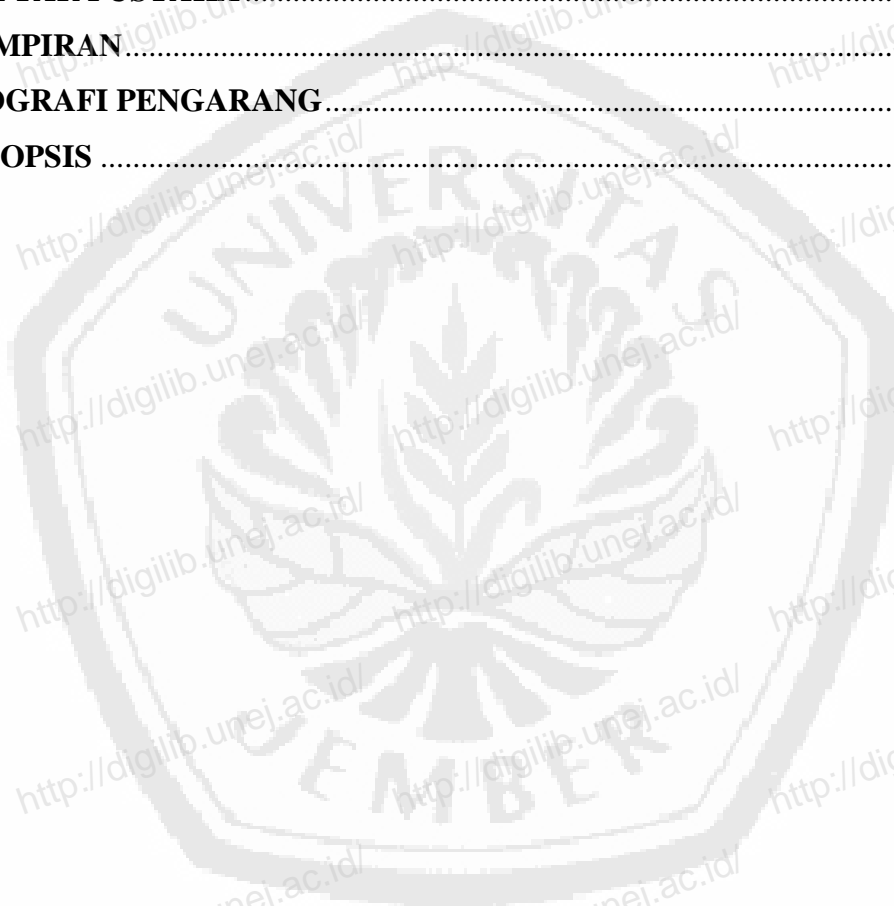 MPIRAN
OGRAFI PENGARANG
OPSIS
http://digilib.unej.ac.id/
UNIVERSITAS
JEMBER